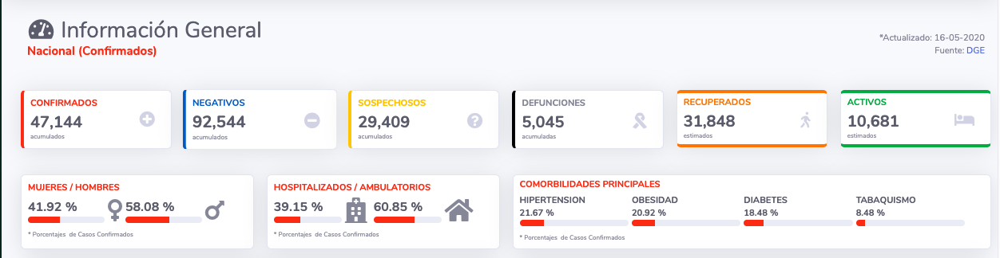 Información General
Nacional (Confirmados)
*Actualizado: 16-05-2020
Fuente: DGE
CONFIRMADOS
47,144
acumulados
NEGATIVOS
92,544
acumulados
SOSPECHOSOS
29,409
acumulados
DEFUNCIONES
5,045
acumuladas
RECUPERADOS
31,848
estimados
ACTIVOS
10,681
estimados
MUJERES / HOMBRES
41.92 % 58.08 %
* Porcentajes de Casos Confirmados
HOSPITALIZADOS / AMBULATORIOS
39.15 % 60.85 %
* Porcentajes de Casos Confirmados
COMORBILIDADES PRINCIPALES
HIPERTENSION OBESIDAD DIABETES TABAQUISMO
21.67 % 20.92 % 18.48 % 8.48 %
* Porcentajes de Casos Confirmados